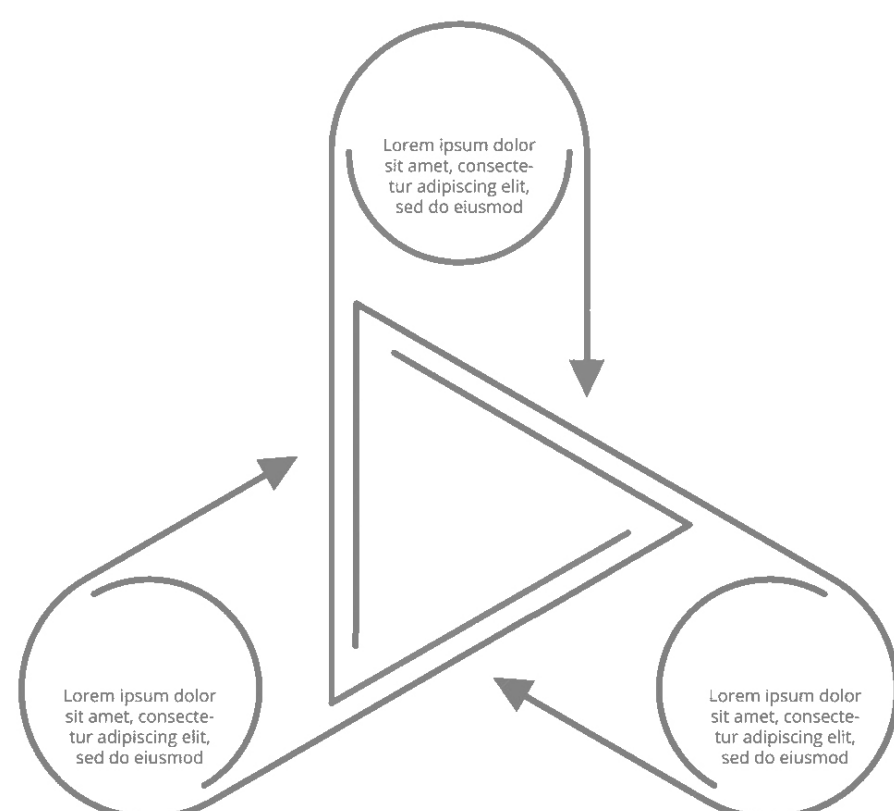 Lorem ipsum dolor
sit amet, consecte-
tur adipiscing elit,
sed do eiusmod
Lorem ipsum dolor
sit amet, consecte-
tur adipiscing elit,
sed do eiusmod
Lorem ipsum dolor
sit amet, consecte-
tur adipiscing elit,
sed do eiusmod